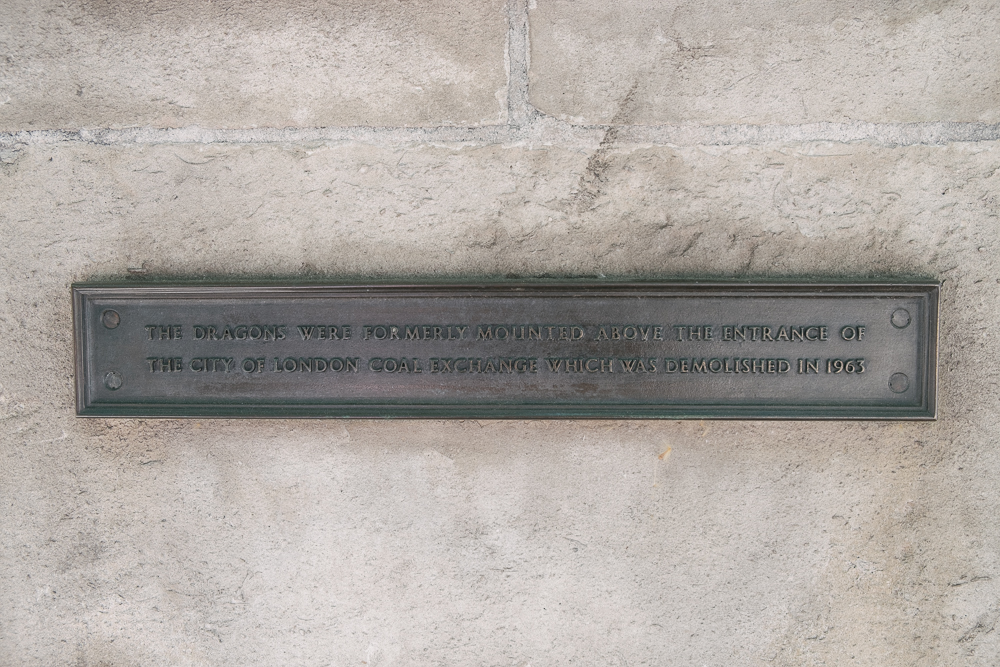 THE DRAGONS WERE FORMERLY MOUNTED ABOVE THE ENTRANCE OF
THE CITY OF LONDON COAL EXCHANGE WHICH WAS DEMOLISHED IN 1963